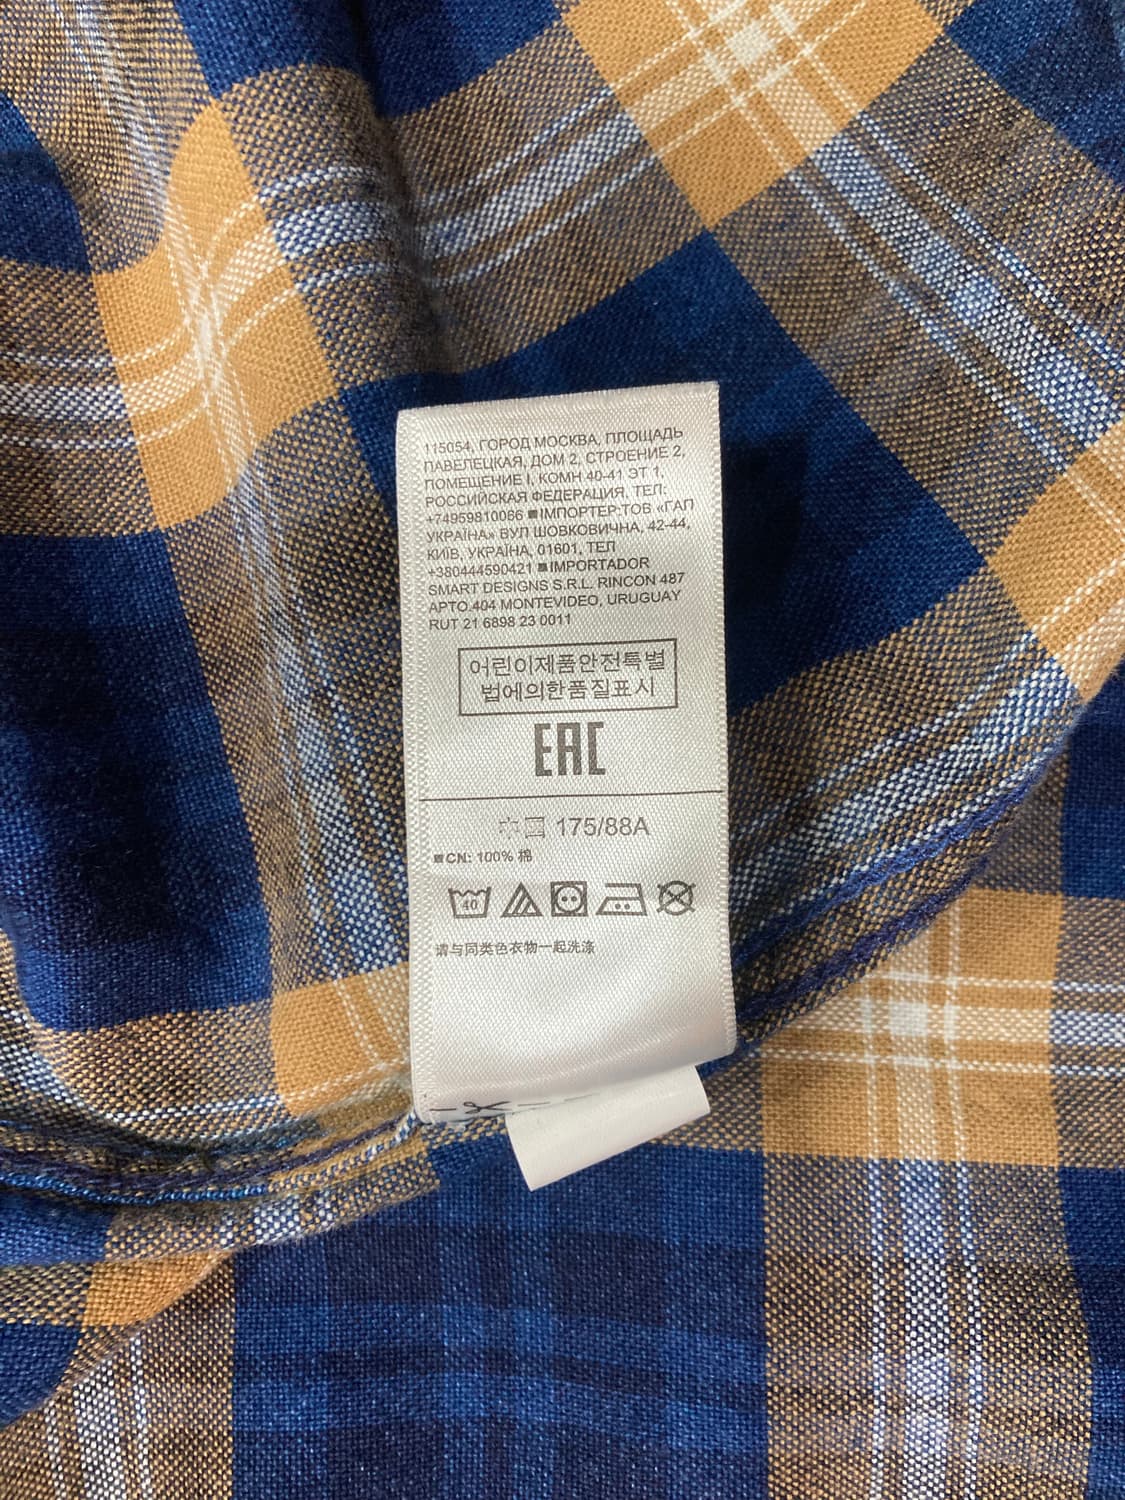 115054, ГОРОД МОСКВА, ПЛОЩАДЬ
ПАВЕЛЕЦКАЯ, ДОМ 2, СТРОЕНИЕ 2,
ПОМЕЩЕНИЕ I, КОМН 40-41 ЭТ 1,
РОССИЙСКАЯ ФЕДЕРАЦИЯ, ТЕЛ:
+74959810066 ■ІМПОРТЕР:ТОВ «ГАП
УКРАЇНА» ВУЛ ШОВКОВИЧНА, 42-44,
КИЇВ, УКРАЇНА, 01601, ТЕЛ
+380444590421 ■IMPORTADOR
SMART DESIGNS S.R.L. RINCON 487
APTO.404 MONTEVIDEO, URUGUAY
RUT 21 6898 23 0011
어린이제품안전특별
법에의한품질표시
EAC
175/88A
■CN: 100% 棉
40
请与同类色衣物一起洗涤